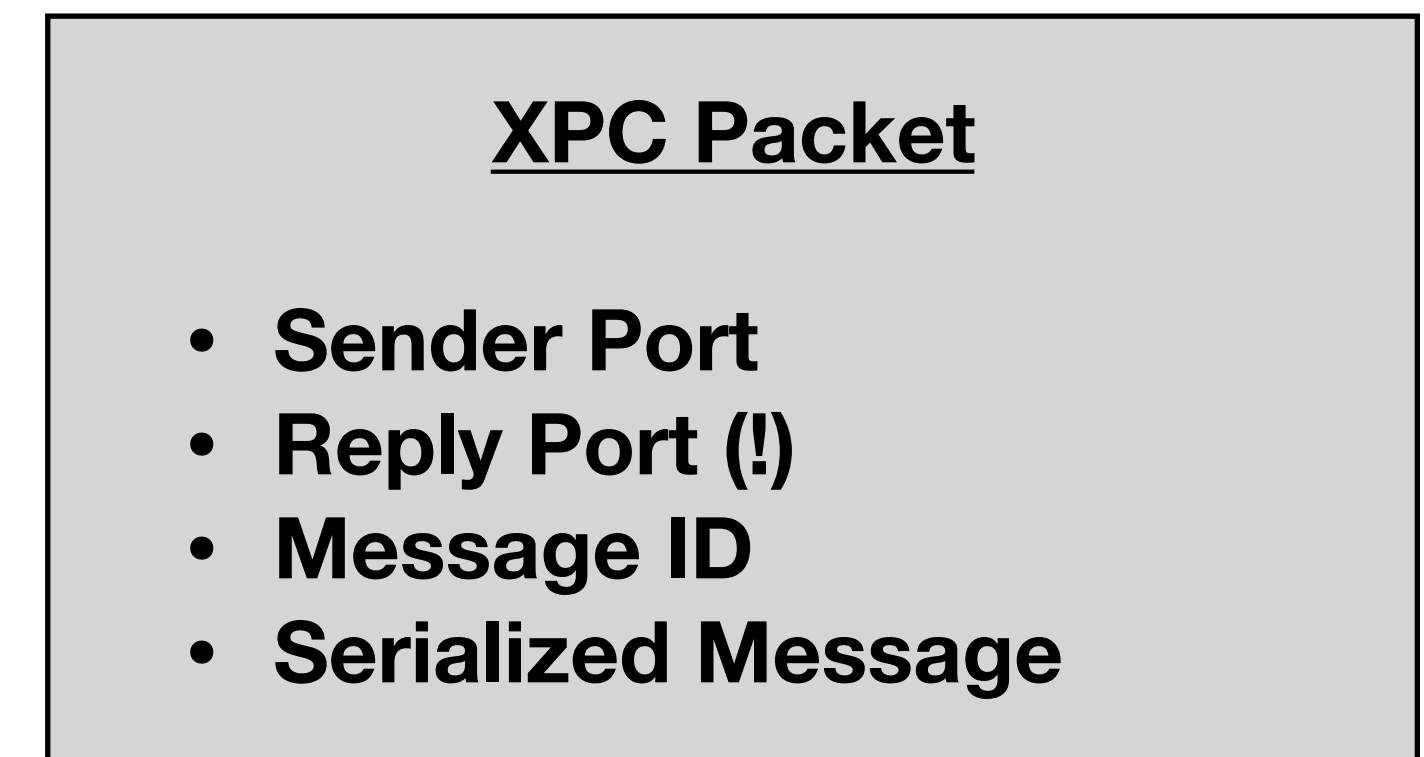 XPC Packet
• Sender Port
• Reply Port (!)
• Message ID
• Serialized Message